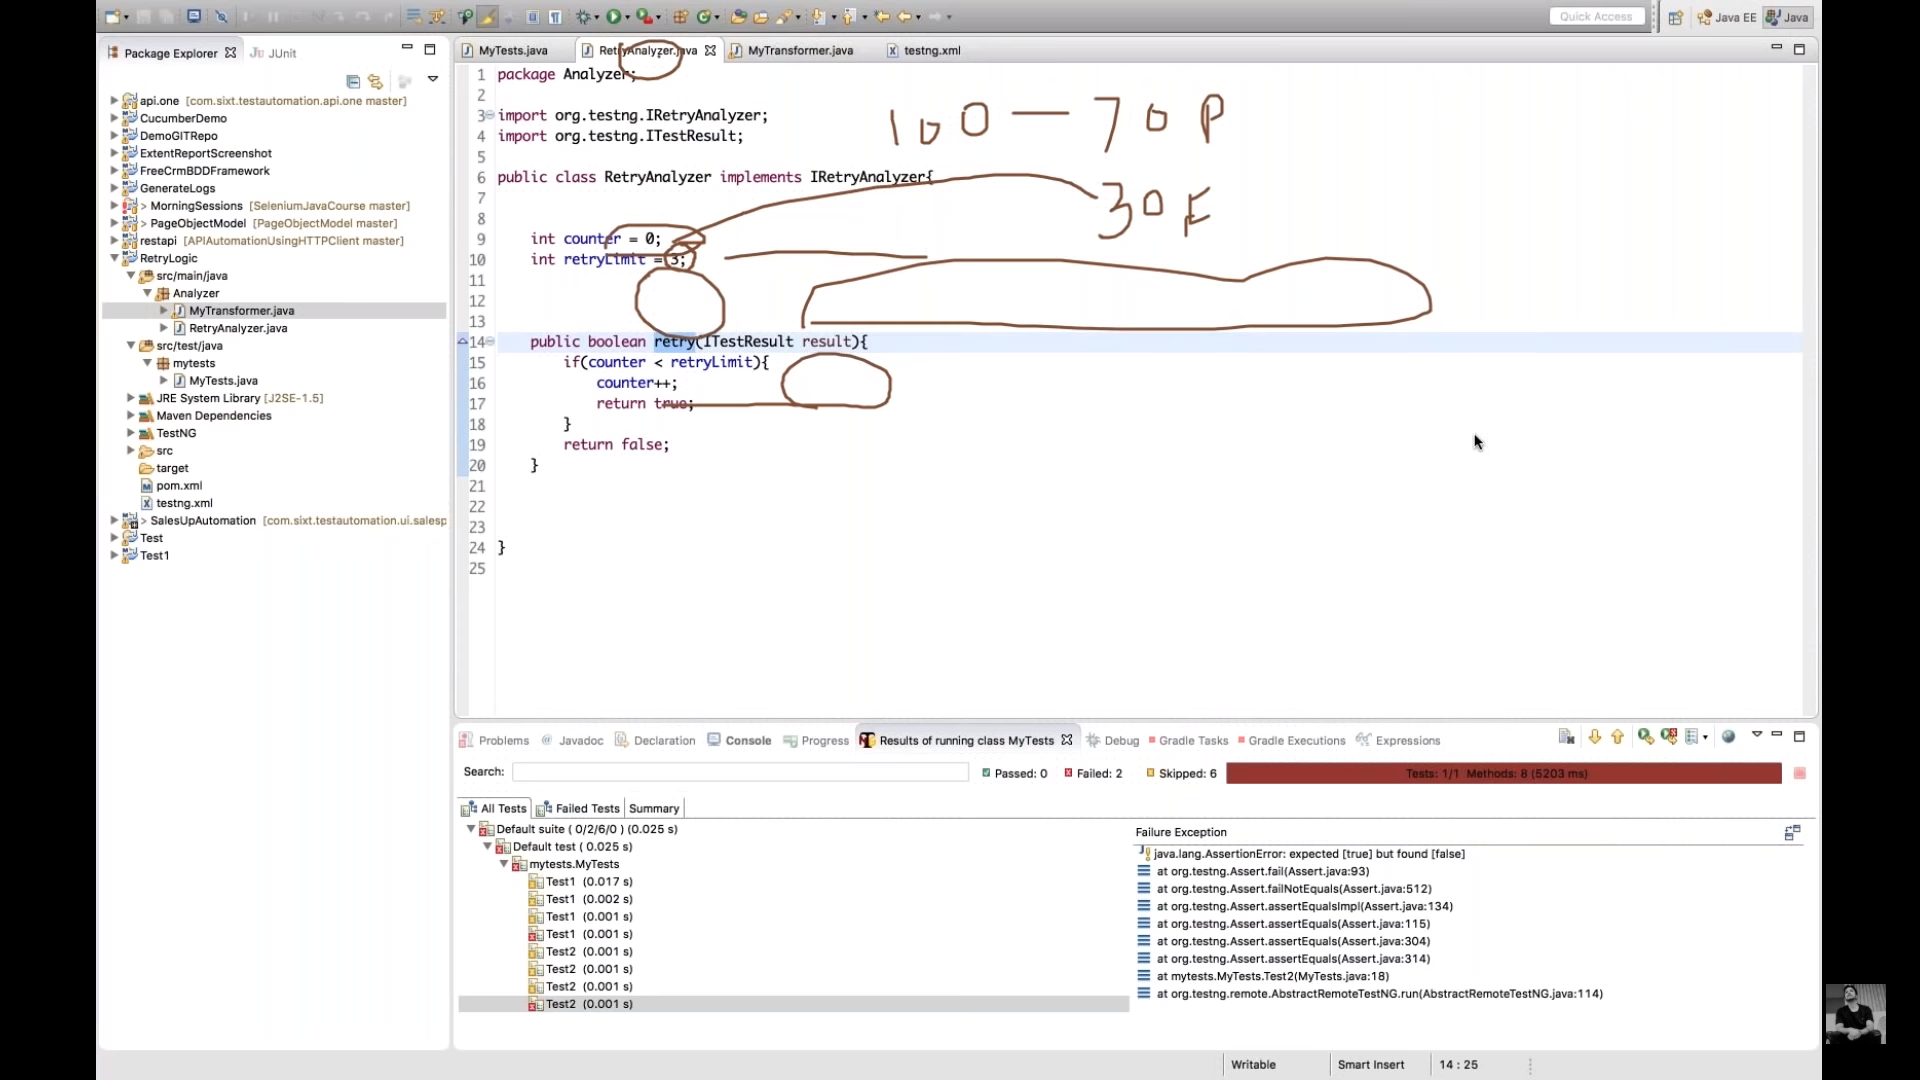 Quick Access
Java EE
Java
Package Explorer
JUnit
MyTests.java
RetryAnalyzer.java
MyTransformer.java
testng.xml
api.one [com.sixt.testautomation.api.one master]
CucumberDemo
DemoGITRepo
ExtentReportScreenshot
FreeCrmBDDFramework
GenerateLogs
> MorningSessions [SeleniumJavaCourse master]
> PageObjectModel [PageObjectModel master]
restapi [APIAutomationUsingHTTPClient master]
RetryLogic
src/main/java
Analyzer
MyTransformer.java
RetryAnalyzer.java
src/test/java
mytests
MyTests.java
JRE System Library [J2SE-1.5]
Maven Dependencies
TestNG
src
target
pom.xml
testng.xml
> SalesUpAutomation [com.sixt.testautomation.ui.salesp
Test
Test1
1 package Analyzer;
2
3 import org.testng.IRetryAnalyzer;
4 import org.testng.ITestResult;
5
6 public class RetryAnalyzer implements IRetryAnalyzer{
7
8
9 int counter = 0;
10 int retryLimit = 3;
11
12
13
14 public boolean retry(ITestResult result){
15 if(counter < retryLimit){
16 counter++;
17 return true;
18 }
19 return false;
20 }
21
22
23
24 }
25
100 — 70 P
30 F
Problems
@ Javadoc
Declaration
Console
Progress
Results of running class MyTests
Debug
Gradle Tasks
Gradle Executions
Expressions
Search:
Passed: 0
Failed: 2
Skipped: 6
Tests: 1/1 Methods: 8 (5203 ms)
All Tests
Failed Tests
Summary
Default suite ( 0/2/6/0 ) (0.025 s)
Default test ( 0.025 s)
mytests.MyTests
Test1 (0.017 s)
Test1 (0.002 s)
Test1 (0.001 s)
Test1 (0.001 s)
Test2 (0.001 s)
Test2 (0.001 s)
Test2 (0.001 s)
Test2 (0.001 s)
Failure Exception
java.lang.AssertionError: expected [true] but found [false]
at org.testng.Assert.fail(Assert.java:93)
at org.testng.Assert.failNotEquals(Assert.java:512)
at org.testng.Assert.assertEqualsImpl(Assert.java:134)
at org.testng.Assert.assertEquals(Assert.java:115)
at org.testng.Assert.assertEquals(Assert.java:304)
at org.testng.Assert.assertEquals(Assert.java:314)
at mytests.MyTests.Test2(MyTests.java:18)
at org.testng.remote.AbstractRemoteTestNG.run(AbstractRemoteTestNG.java:114)
Writable
Smart Insert
14 : 25